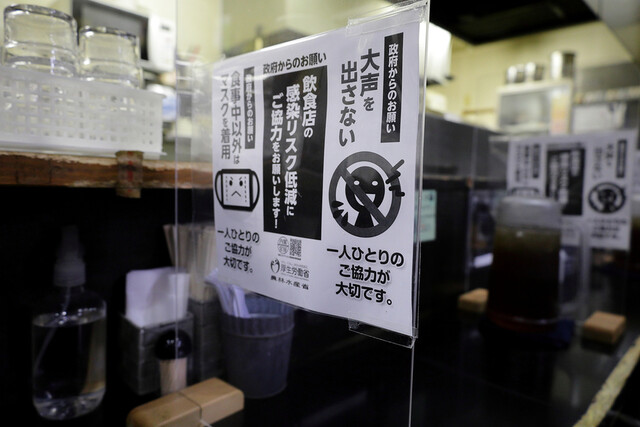 政府からのお願い
大声を
出さない
一人ひとりの
ご協力が
大切です。
政府からのお願い
飲食店の
感染リスク低減に
ご協力をお願いします!
厚生労働省
農林水産省
政府からのお願い
食事中以外は
マスクを着用
一人ひとりの
ご協力が
大切です。